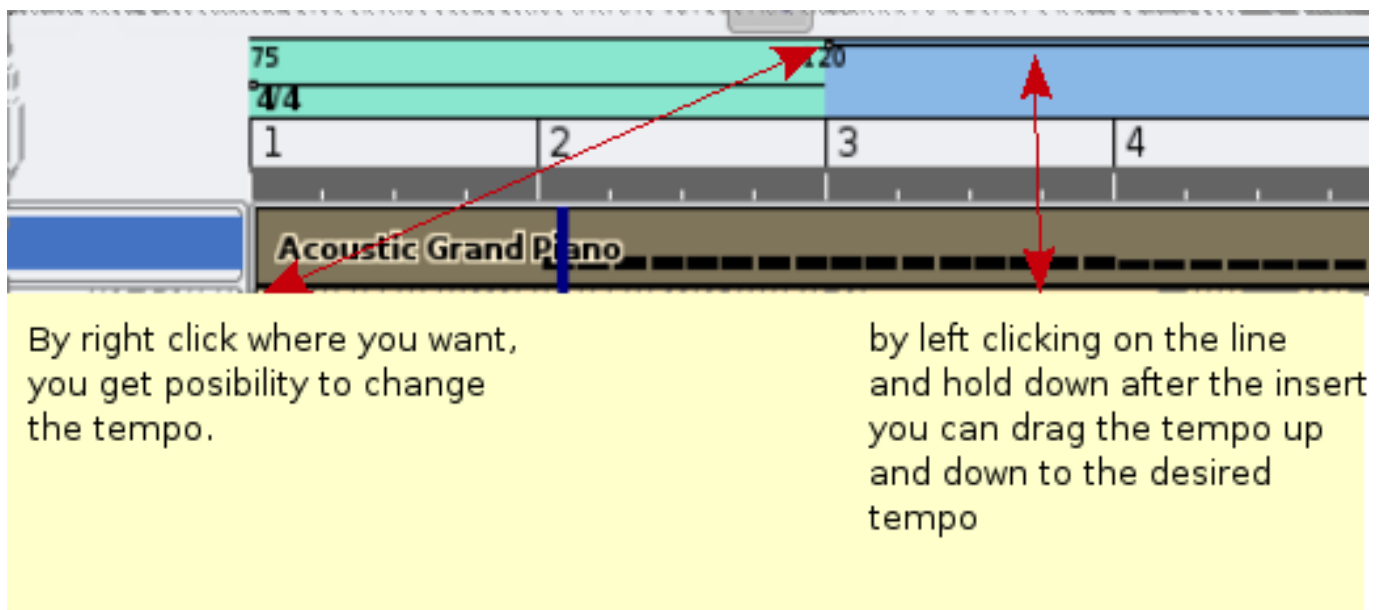 75
120
4/4
1 2 3 4
Acoustic Grand Piano
By right click where you want,
you get posibility to change
the tempo.
by left clicking on the line
and hold down after the insert
you can drag the tempo up
and down to the desired
tempo